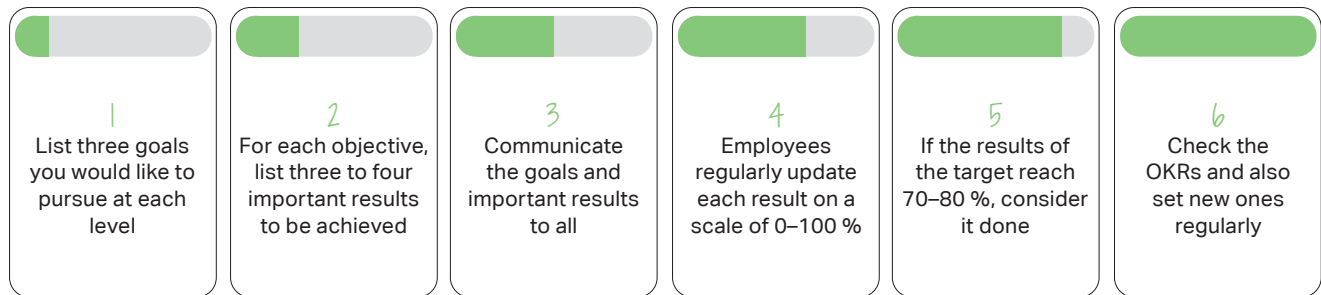 1
List three goals
you would like to
pursue at each
level
2
For each objective,
list three to four
important results
to be achieved
3
Communicate
the goals and
important results
to all
4
Employees
regularly update
each result on a
scale of 0–100 %
5
If the results of
the target reach
70–80 %, consider
it done
6
Check the
OKRs and also
set new ones
regularly